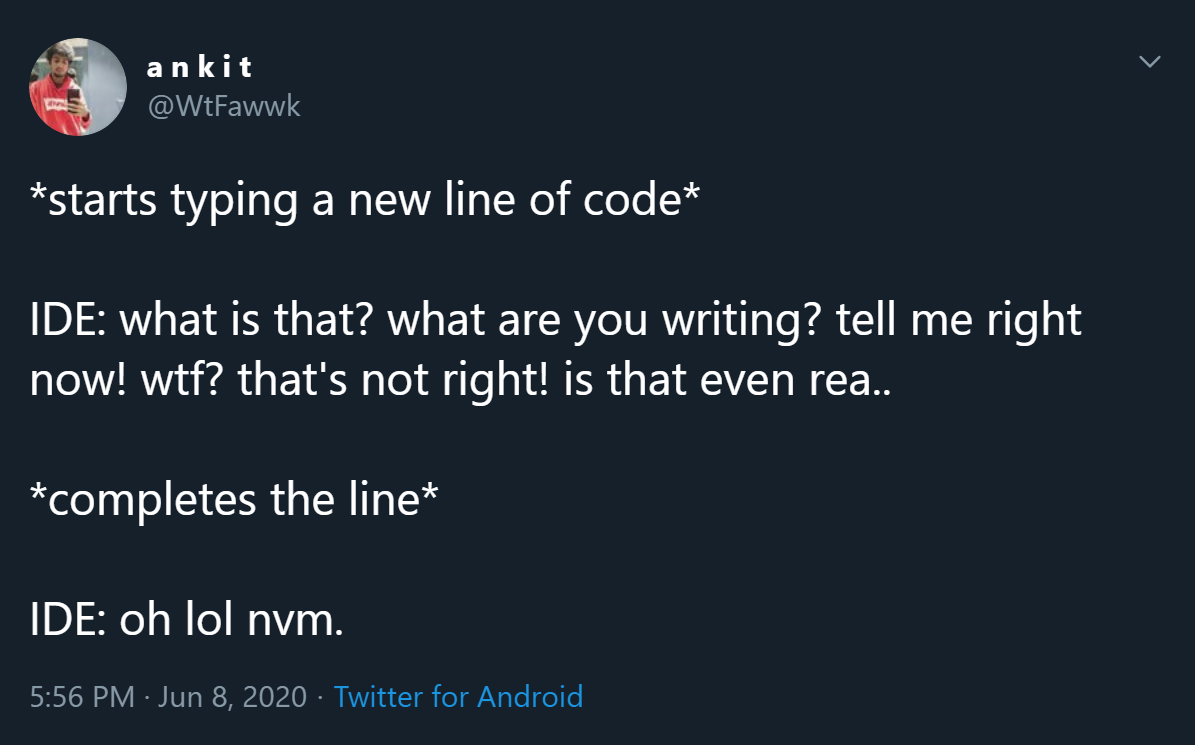 a n k i t
@WtFawwk
*starts typing a new line of code*
IDE: what is that? what are you writing? tell me right
now! wtf? that's not right! is that even rea..
*completes the line*
IDE: oh lol nvm.
5:56 PM · Jun 8, 2020 · Twitter for Android